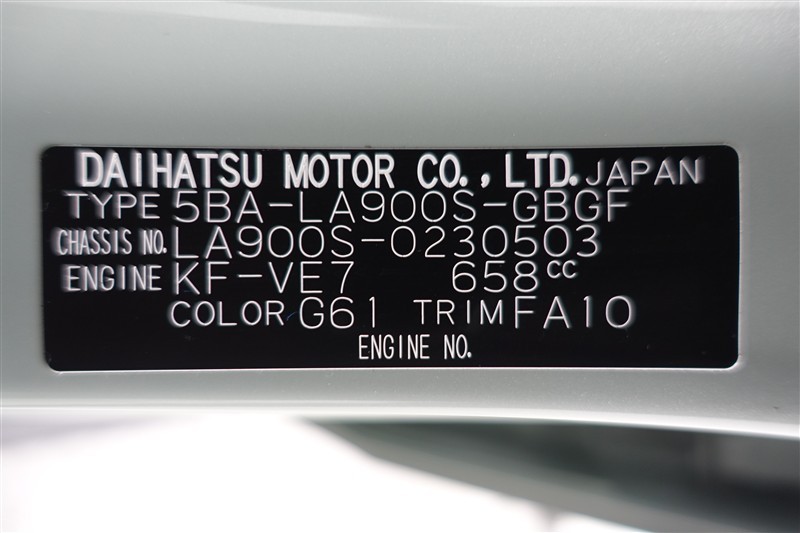 DAIHATSU MOTOR CO., LTD. JAPAN
TYPE 5BA-LA900S-GBGF
CHASSIS NO. LA900S-0230503
ENGINE KF-VE7 658cc
COLOR G61 TRIM FA10
ENGINE NO.